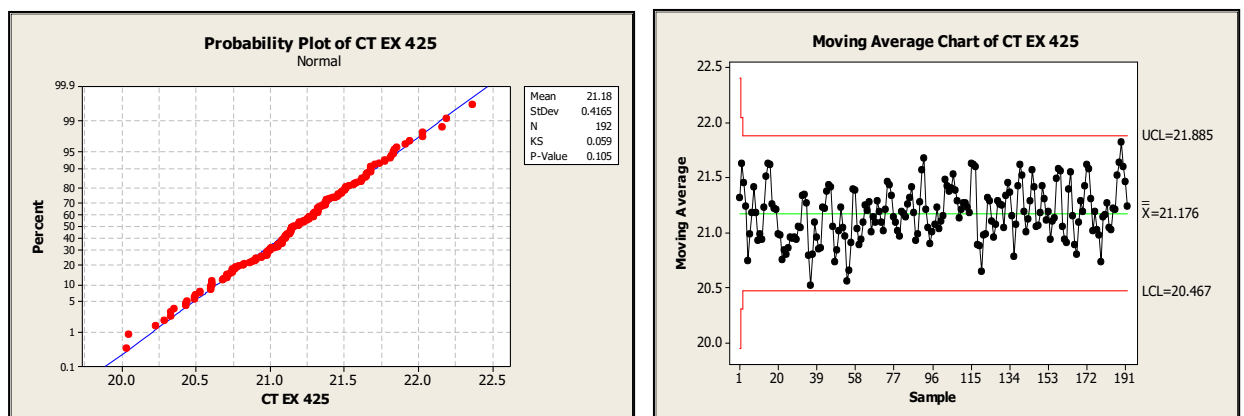 Probability Plot of CT EX 425
Normal
99.9
99
95
90
80
70
60
50
40
30
20
10
5
1
0.1
Percent
20.0 20.5 21.0 21.5 22.0 22.5
CT EX 425
Mean 21.18
StDev 0.4165
N 192
KS 0.059
P-Value 0.105
Moving Average Chart of CT EX 425
22.5
22.0
21.5
21.0
20.5
20.0
Moving Average
UCL=21.885
X̿=21.176
LCL=20.467
1 20 39 58 77 96 115 134 153 172 191
Sample